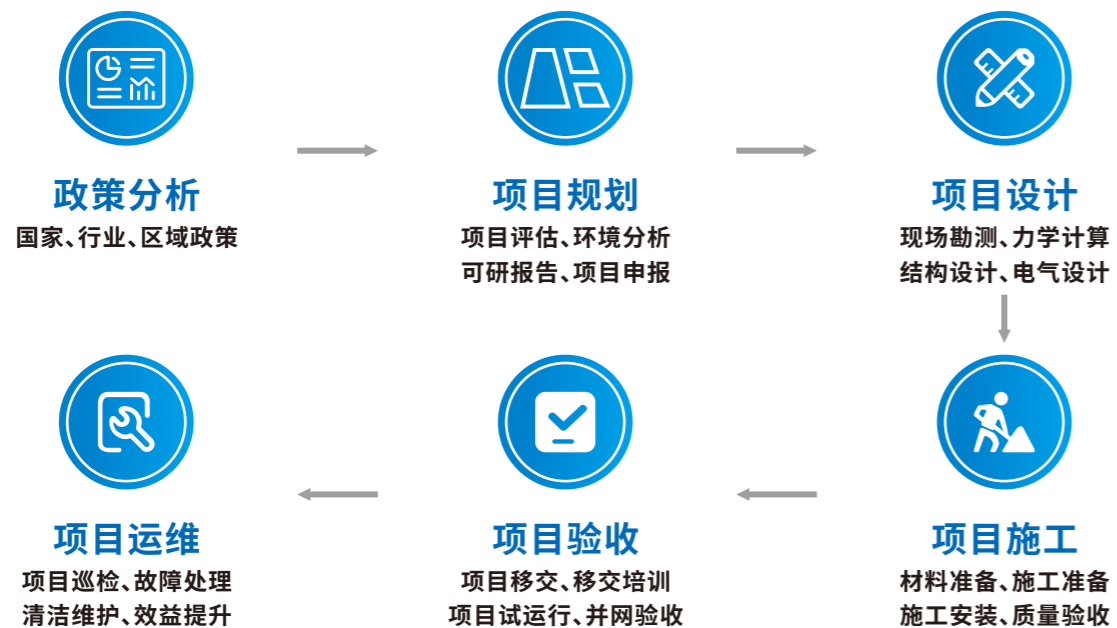 政策分析
国家、行业、区域政策
项目规划
项目评估、环境分析
可研报告、项目申报
项目设计
现场勘测、力学计算
结构设计、电气设计
项目施工
材料准备、施工准备
施工安装、质量验收
项目验收
项目移交、移交培训
项目试运行、并网验收
项目运维
项目巡检、故障处理
清洁维护、效益提升